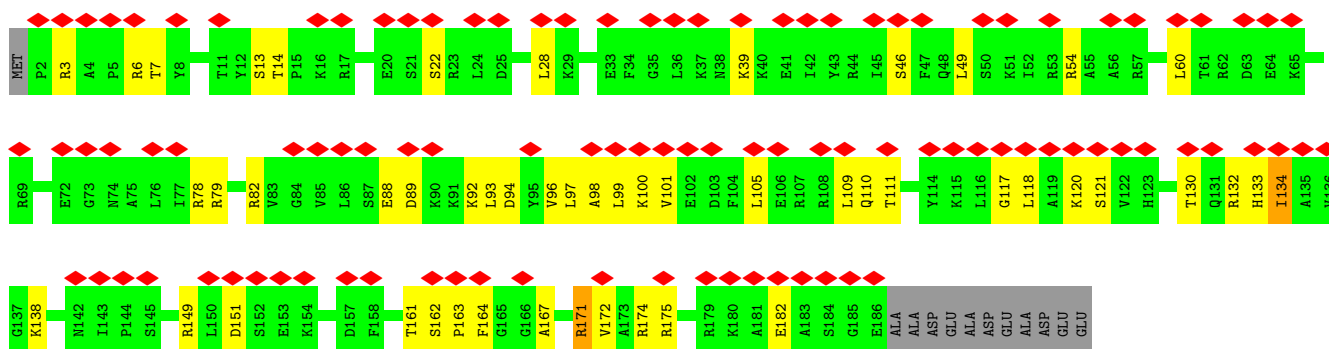 MET P2 R3 A4 P5 R6 T7 Y8 T11 Y12 S13 T14 P15 K16 R17 E20 S21 S22 R23 L24 D25 L28 K29 E33 F34 G35 L36 K37 N38 K39 K40 E41 I42 Y43 R44 I45 S46 F47 Q48 L49 S50 K51 I52 R53 R54 A55 A56 R57 L60 T61 R62 D63 E64 K65
R69 E72 G73 N74 A75 L76 I77 R78 R79 R82 V83 G84 V85 L86 S87 E88 D89 K90 K91 K92 L93 D94 Y95 V96 L97 A98 L99 K100 V101 E102 D103 F104 L105 E106 R107 R108 L109 Q110 T111 Y114 K115 L116 G117 L118 A119 K120 S121 V122 H123 T130 Q131 R132 H133 I134 A135
G137 K138 N142 I143 P144 S145 R149 L150 D151 S152 E153 K154 D157 F158 T161 S162 P163 F164 G165 G166 A167 R171 V172 A173 R174 R175 R179 K180 A181 E182 A183 S184 G185 E186 ALA ALA ASP GLU ALA ASP GLU ALA ASP GLU GLU